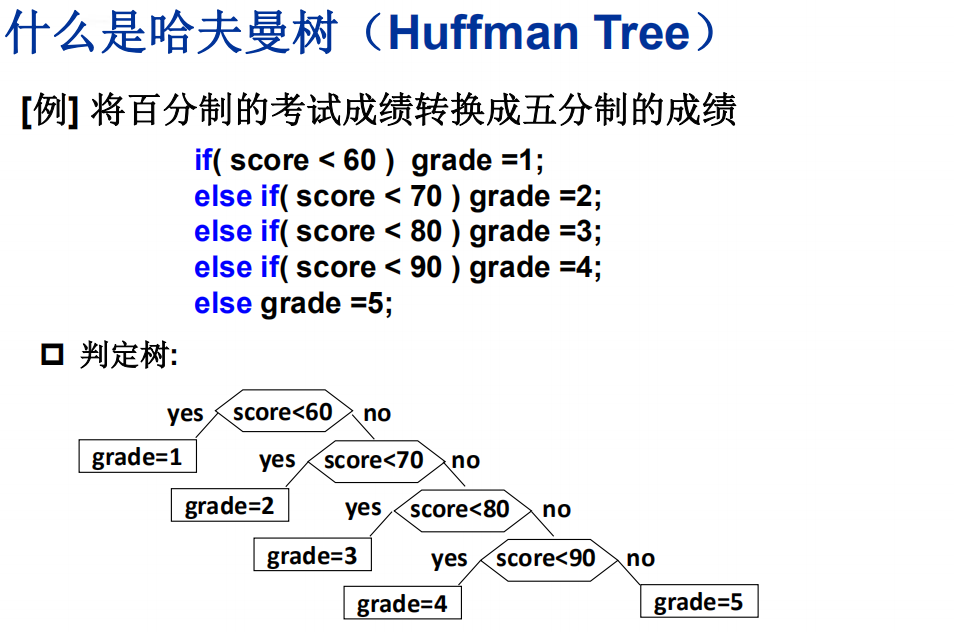 什么是哈夫曼树（Huffman Tree）
[例] 将百分制的考试成绩转换成五分制的成绩
if( score < 60 ) grade =1;
else if( score < 70 ) grade =2;
else if( score < 80 ) grade =3;
else if( score < 90 ) grade =4;
else grade =5;
判定树:
yes score<60 no
grade=1 yes score<70 no
grade=2 yes score<80 no
grade=3 yes score<90 no
grade=4 grade=5